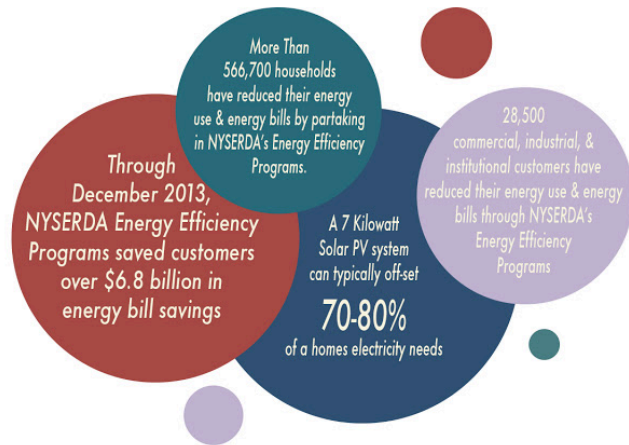 More Than
566,700 households
have reduced their energy
use & energy bills by partaking
in NYSERDA's Energy Efficiency
Programs.
Through
December 2013,
NYSERDA Energy Efficiency
Programs saved customers
over $6.8 billion in
energy bill savings
A 7 Kilowatt
Solar PV system
can typically off-set
70-80%
of a homes electricity needs
28,500
commercial, industrial, &
institutional customers have
reduced their energy use & energy
bills through NYSERDA's
Energy Efficiency
Programs